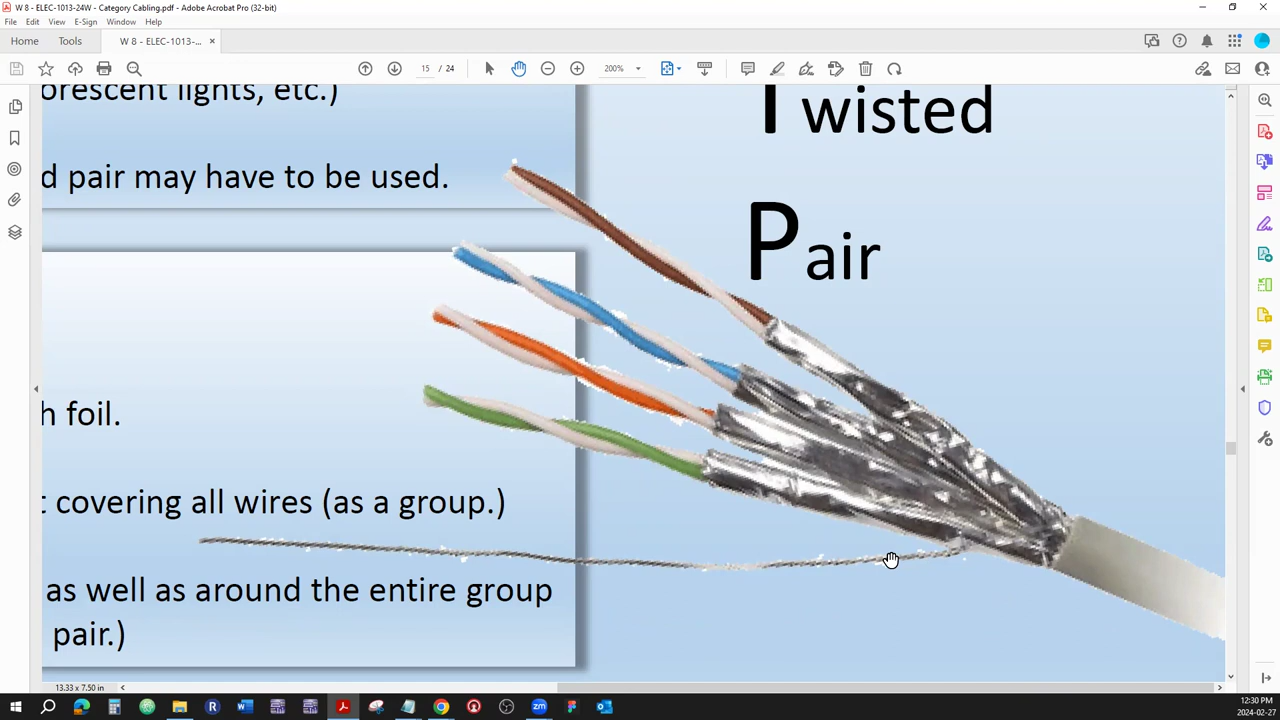 W 8 - ELEC-1013-24W - Category Cabling.pdf - Adobe Acrobat Pro (32-bit)
File Edit View E-Sign Window Help
Home Tools W 8 - ELEC-1013-...
15 / 24 200%
orescent lights, etc.)
d pair may have to be used.
h foil.
t covering all wires (as a group.)
as well as around the entire group
pair.)
Twisted
Pair
13.33 x 7.50 in
12:30 PM
2024-02-27